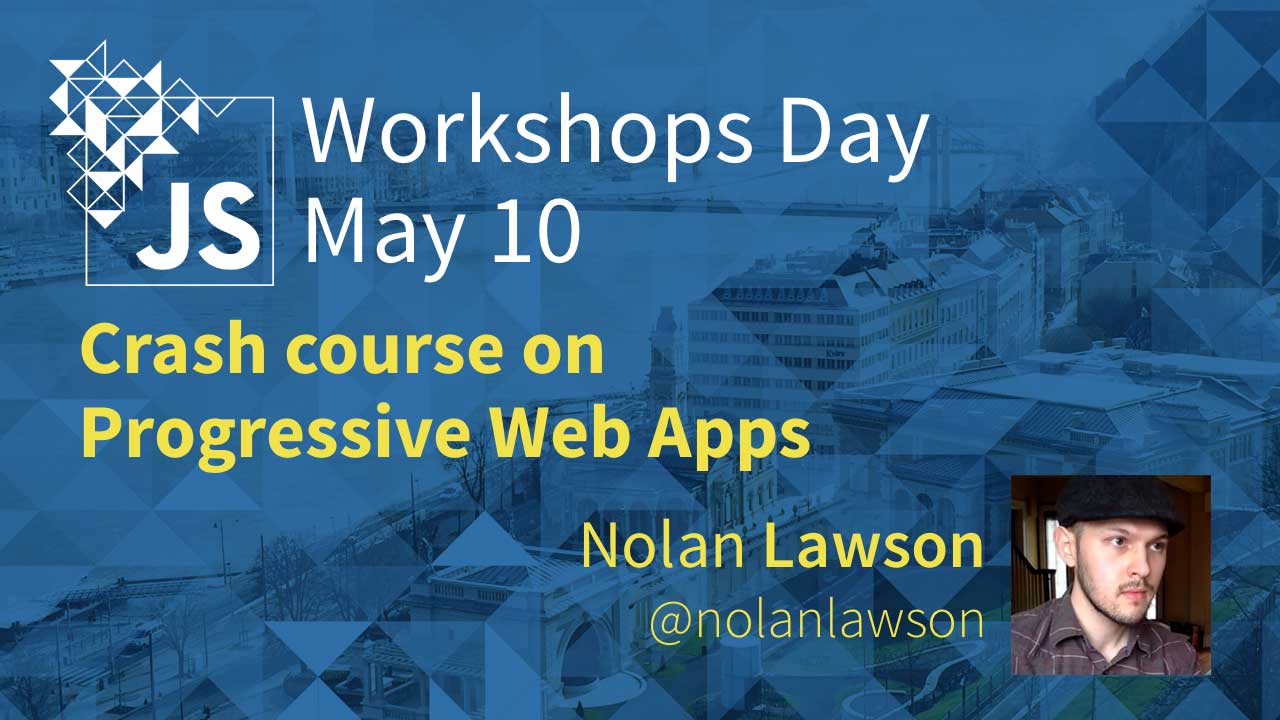 JS
Workshops Day
May 10
Crash course on
Progressive Web Apps
Nolan Lawson
@nolanlawson